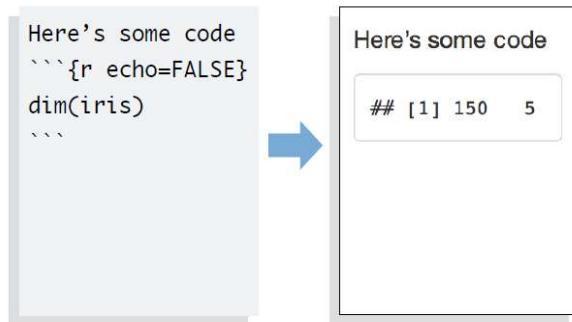 Here’s some code
```{r echo=FALSE}
dim(iris)
```
Here's some code
## [1] 150   5